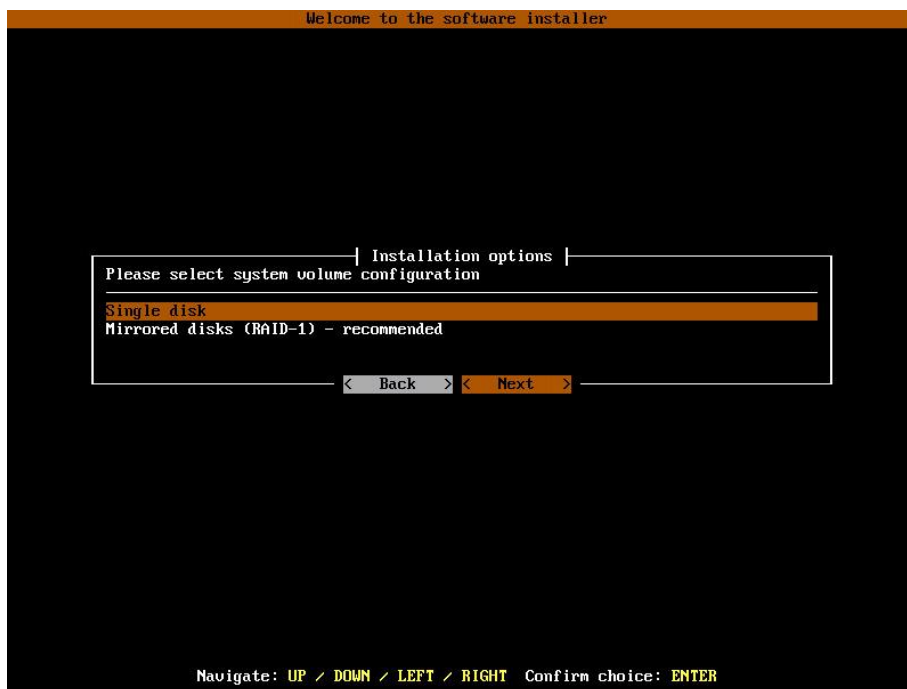 Welcome to the software installer
Installation options
Please select system volume configuration
Single disk
Mirrored disks (RAID-1) - recommended
< Back > < Next >
Navigate: UP / DOWN / LEFT / RIGHT Confirm choice: ENTER